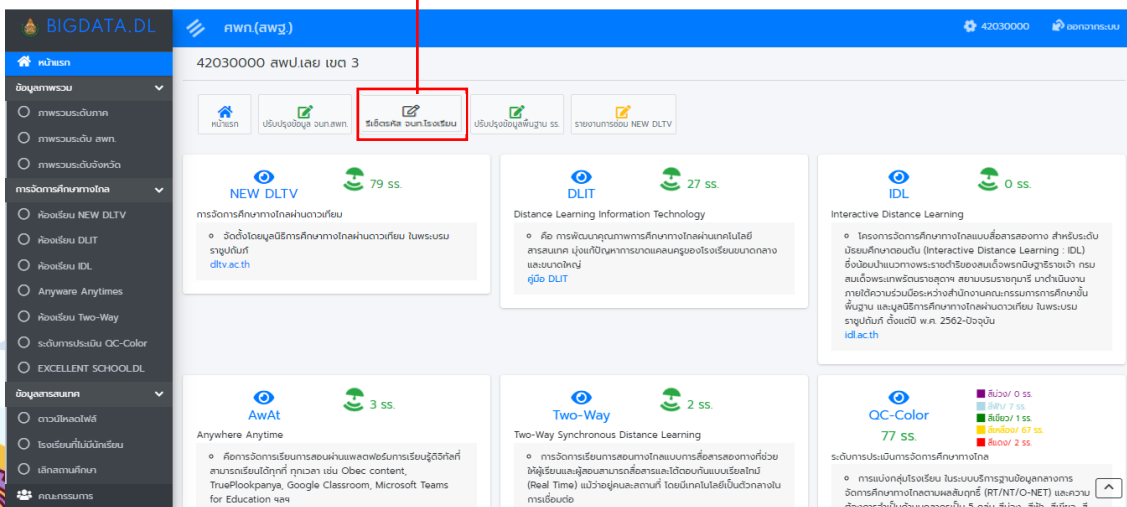 BIGDATA.DL
ศพก.(สพฐ.)
42030000
ออกจากระบบ
หน้าแรก
ข้อมูลภาพรวม
ภาพรวมระดับภาค
ภาพรวมระดับ สพท.
ภาพรวมระดับจังหวัด
การจัดการศึกษาทางไกล
ห้องเรียน NEW DLTV
ห้องเรียน DLIT
ห้องเรียน IDL
Anyware Anytimes
ห้องเรียน Two-Way
ระดับการประเมิน QC-Color
EXCELLENT SCHOOL.DL
ข้อมูลสารสนเทศ
ดาวน์โหลดไฟล์
โรงเรียนที่ไม่มีนักเรียน
เลิกสถานศึกษา
คณะกรรมการ
42030000 สพป.เลย เขต 3
หน้าแรก
ปรับปรุงข้อมูล จนท.สพท.
รีเซ็ตรหัส จนท.โรงเรียน
ปรับปรุงข้อมูลพื้นฐาน รร.
รายงานการซ่อม NEW DLTV
NEW DLTV
79 รร.
การจัดการศึกษาทางไกลผ่านดาวเทียม
จัดตั้งโดยมูลนิธิการศึกษาทางไกลผ่านดาวเทียม ในพระบรม
ราชูปถัมภ์
dltv.ac.th
DLIT
27 รร.
Distance Learning Information Technology
คือ การพัฒนาคุณภาพการศึกษาทางไกลผ่านเทคโนโลยี
สารสนเทศ มุ่งแก้ปัญหาการขาดแคลนครูของโรงเรียนขนาดกลาง
และขนาดใหญ่
คู่มือ DLIT
IDL
0 รร.
Interactive Distance Learning
โครงการจัดการศึกษาทางไกล แบบสื่อสารสองทาง สำหรับระดับ
มัธยมศึกษาตอนต้น (Interactive Distance Learning : IDL)
ซึ่งน้อมนำแนวทางพระราชดำริของสมเด็จพระกนิษฐาธิราชเจ้า กรม
สมเด็จพระเทพรัตนราชสุดาฯ สยามบรมราชกุมารี มาดำเนินงาน
ภายใต้ความร่วมมือระหว่างสำนักงานคณะกรรมการการศึกษาขั้น
พื้นฐาน และมูลนิธิการศึกษาทางไกลผ่านดาวเทียม ในพระบรม
ราชูปถัมภ์ ตั้งแต่ปี พ.ศ. 2562-ปัจจุบัน
idl.ac.th
AwAt
3 รร.
Anywhere Anytime
คือการจัดการเรียนการสอนผ่านแพลตฟอร์มการเรียนรู้ดิจิทัลที่
สามารถเรียนได้ทุกที่ ทุกเวลา เช่น Obec content,
TruePlookpanya, Google Classroom, Microsoft Teams
for Education ฯลฯ
Two-Way
2 รร.
Two-Way Synchronous Distance Learning
การจัดการเรียนการสอนทางไกลแบบการสื่อสารสองทางที่ช่วย
ให้ผู้เรียนและผู้สอนสามารถสื่อสารและโต้ตอบกันแบบเรียลไทม์
(Real Time) แม้ว่าอยู่คนละสถานที่ โดยมีเทคโนโลยีเป็นตัวกลางใน
การเชื่อมต่อ
QC-Color
77 รร.
สีม่วง/ 0 รร.
สีฟ้า/ 7 รร.
สีเขียว/ 1 รร.
สีเหลือง/ 67 รร.
สีแดง/ 2 รร.
ระดับการประเมินการจัดการศึกษาทางไกล
การแบ่งกลุ่มโรงเรียน ในระบบบริหารฐานข้อมูลกลางการ
จัดการศึกษาทางไกลตามผลสัมฤทธิ์ (RT/NT/O-NET) และความ